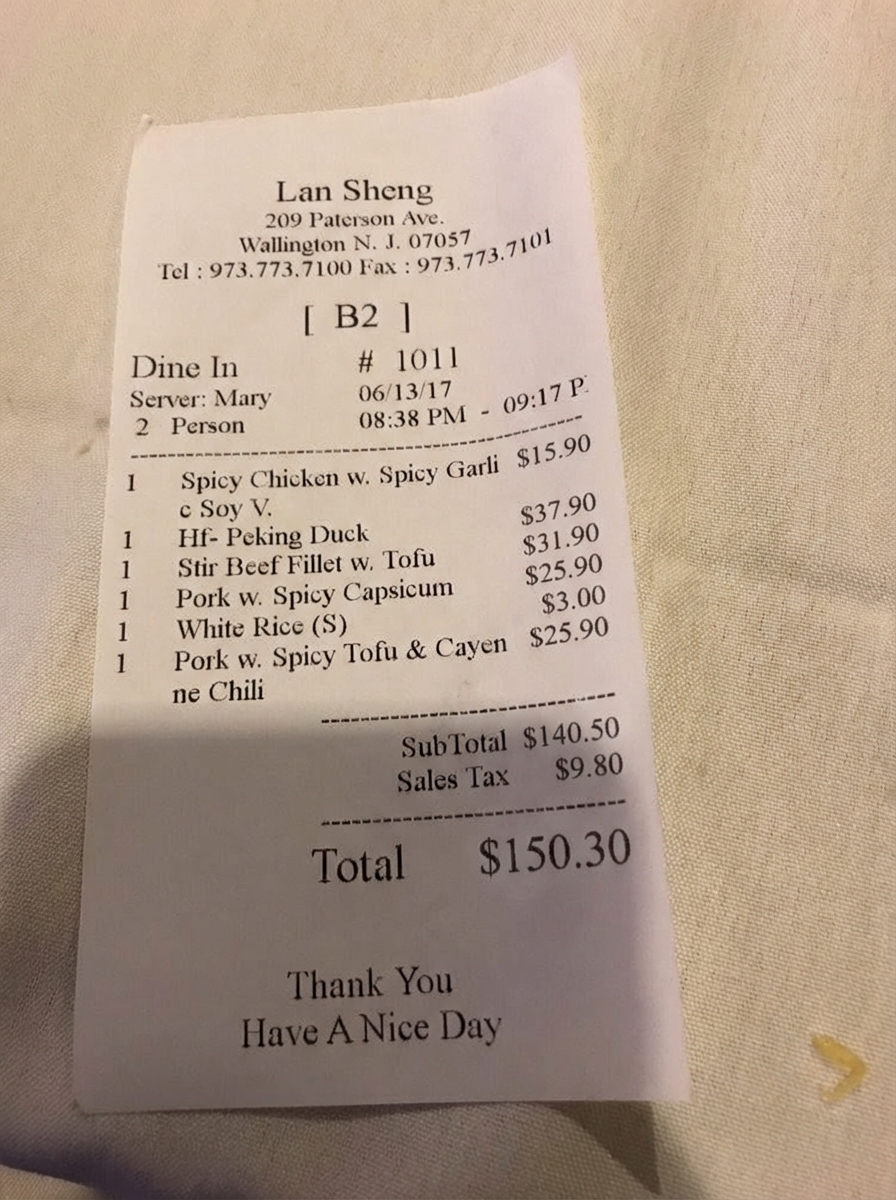 Lan Sheng
209 Paterson Ave.
Wallington N. J. 07057
Tel : 973.773.7100 Fax : 973.773.7101
[ B2 ]
Dine In # 1011
Server: Mary 06/13/17
2 Person 08:38 PM - 09:17 P
1 Spicy Chicken w. Spicy Garli $15.90
c Soy V.
1 Hf- Peking Duck $37.90
1 Stir Beef Fillet w. Tofu $31.90
1 Pork w. Spicy Capsicum $25.90
1 White Rice (S) $3.00
1 Pork w. Spicy Tofu & Cayen $25.90
ne Chili
SubTotal $140.50
Sales Tax $9.80
Total $150.30
Thank You
Have A Nice Day